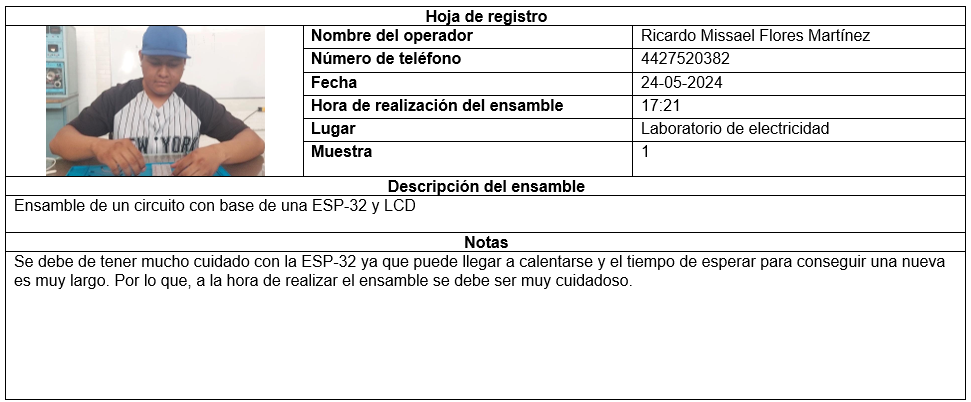 Hoja de registro
Nombre del operador Ricardo Missael Flores Martínez
Número de teléfono 4427520382
Fecha 24-05-2024
Hora de realización del ensamble 17:21
Lugar Laboratorio de electricidad
Muestra 1
NEW YORK
Descripción del ensamble
Ensamble de un circuito con base de una ESP-32 y LCD
Notas
Se debe de tener mucho cuidado con la ESP-32 ya que puede llegar a calentarse y el tiempo de esperar para conseguir una nueva
es muy largo. Por lo que, a la hora de realizar el ensamble se debe ser muy cuidadoso.